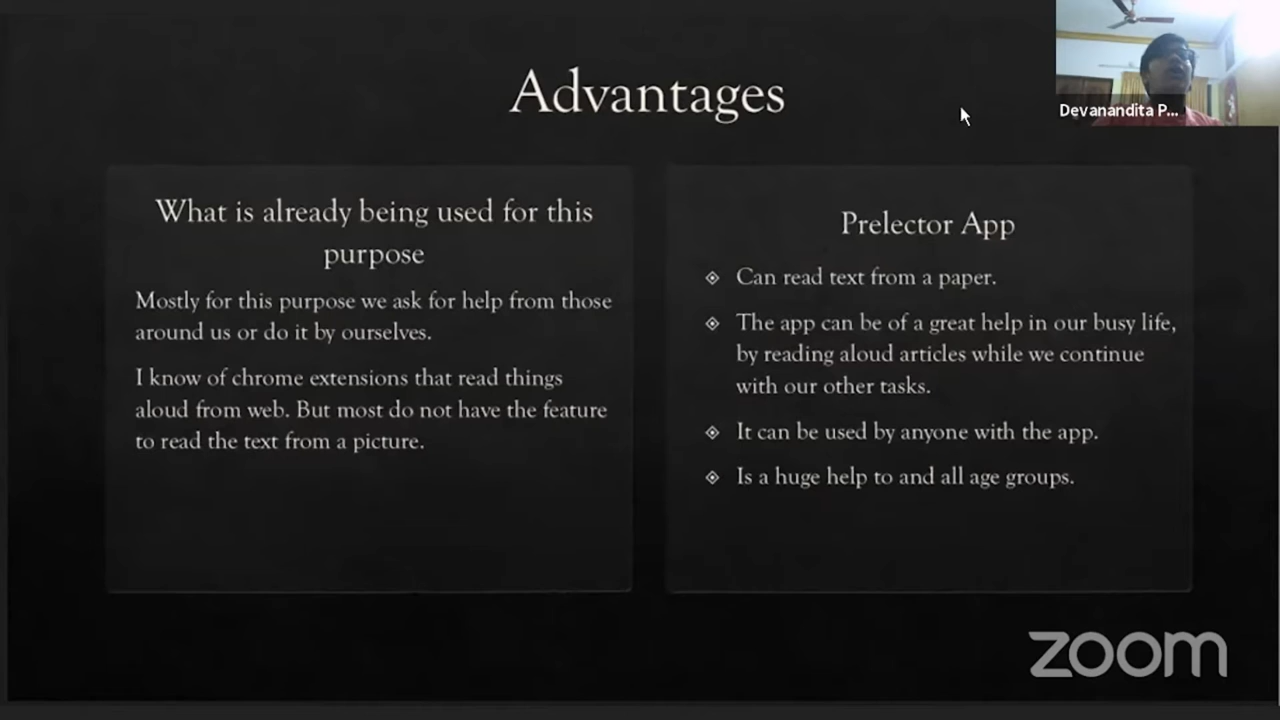 Advantages
Devanandita P...
What is already being used for this
purpose
Mostly for this purpose we ask for help from those
around us or do it by ourselves.
I know of chrome extensions that read things
aloud from web. But most do not have the feature
to read the text from a picture.
Prelector App
Can read text from a paper.
The app can be of a great help in our busy life,
by reading aloud articles while we continue
with our other tasks.
It can be used by anyone with the app.
Is a huge help to and all age groups.
zoom